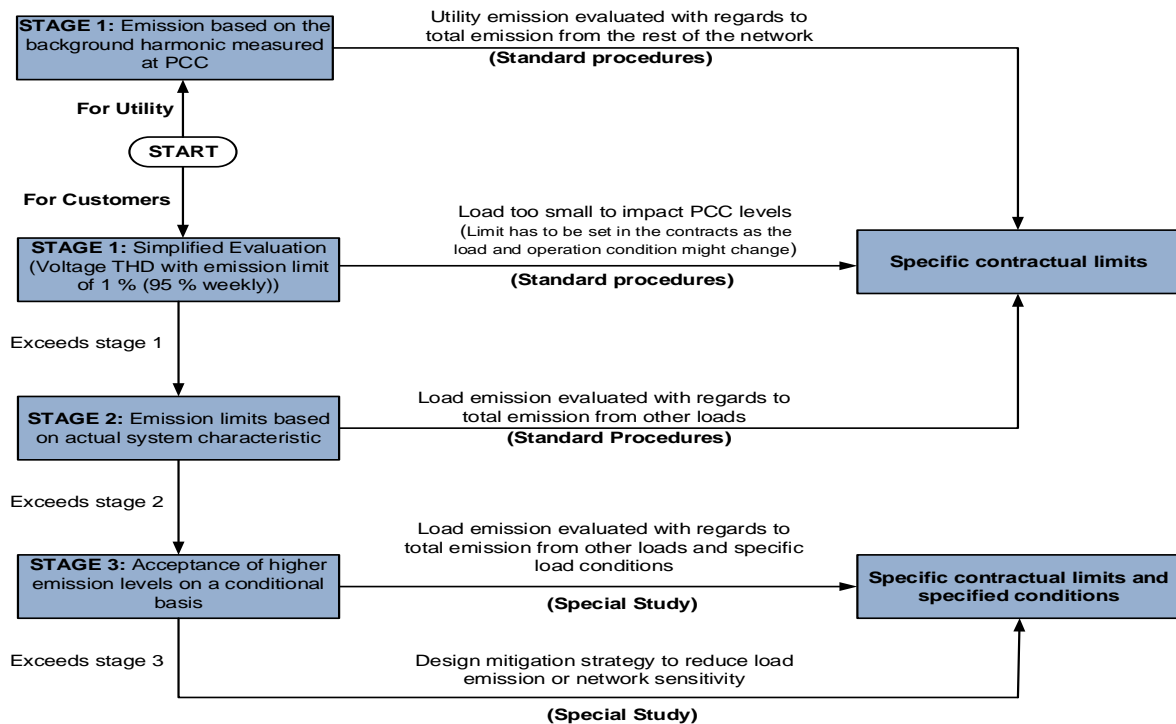 STAGE 1: Emission based on the
background harmonic measured
at PCC
Utility emission evaluated with regards to
total emission from the rest of the network
(Standard procedures)
For Utility
START
For Customers
STAGE 1: Simplified Evaluation
(Voltage THD with emission limit
of 1 % (95 % weekly))
Load too small to impact PCC levels
(Limit has to be set in the contracts as the
load and operation condition might change)
(Standard procedures)
Specific contractual limits
Exceeds stage 1
STAGE 2: Emission limits based
on actual system characteristic
Load emission evaluated with regards to
total emission from other loads
(Standard Procedures)
Exceeds stage 2
STAGE 3: Acceptance of higher
emission levels on a conditional
basis
Load emission evaluated with regards to
total emission from other loads and specific
load conditions
(Special Study)
Specific contractual limits and
specified conditions
Exceeds stage 3
Design mitigation strategy to reduce load
emission or network sensitivity
(Special Study)